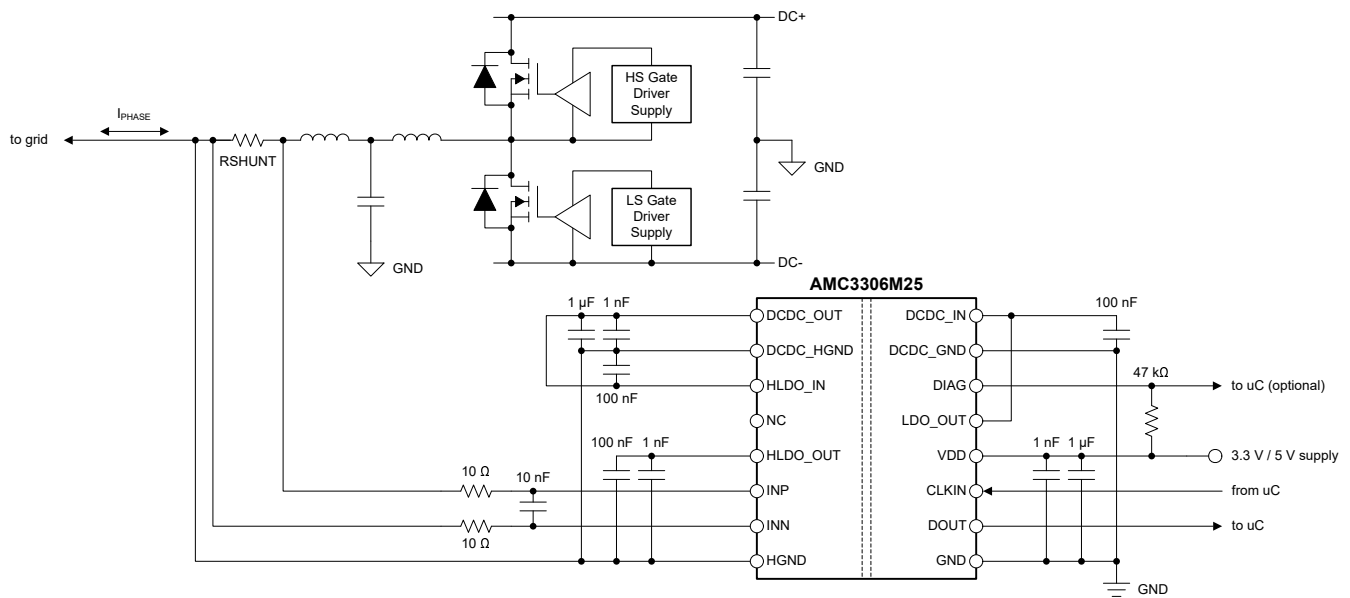 DC+
HS Gate
Driver
Supply
I_PHASE
to grid
RSHUNT
GND
LS Gate
Driver
Supply
GND
DC-
AMC3306M25
1 µF
1 nF
100 nF
DCDC_OUT
DCDC_IN
DCDC_HGND
DCDC_GND
47 kΩ
HLDO_IN
DIAG
to uC (optional)
100 nF
NC
LDO_OUT
100 nF
1 nF
1 nF
1 µF
HLDO_OUT
VDD
3.3 V / 5 V supply
10 Ω
10 nF
INP
CLKIN
from uC
INN
DOUT
to uC
10 Ω
HGND
GND
GND